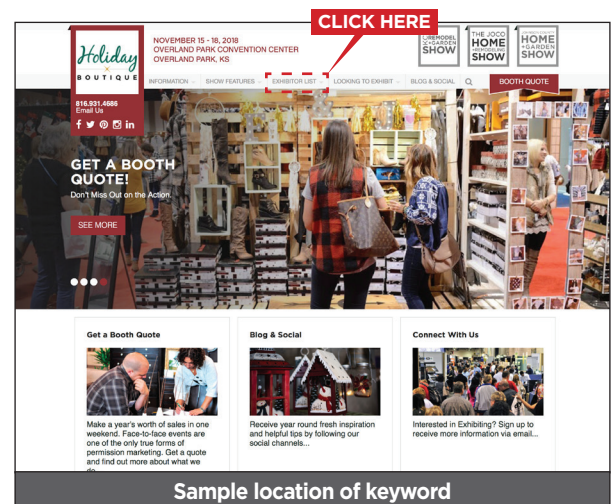 CLICK HERE
Holiday
BOUTIQUE
NOVEMBER 15 - 18, 2018
OVERLAND PARK CONVENTION CENTER
OVERLAND PARK, KS
REMODEL
+GARDEN
SHOW
THE JOCO
HOME
+REMODELING
SHOW
JOHNSON COUNTY
HOME
+GARDEN
SHOW
INFORMATION
SHOW FEATURES
EXHIBITOR LIST
LOOKING TO EXHIBIT
BLOG & SOCIAL
BOOTH QUOTE
816.931.4686
Email Us
GET A BOOTH
QUOTE!
Don't Miss Out on the Action.
SEE MORE
Get a Booth Quote
Make a year's worth of sales in one
weekend. Face-to-face events are
one of the only true forms of
permission marketing. Get a quote
and find out more about what we
do
Blog & Social
Receive year round fresh inspiration
and helpful tips by following our
social channels...
Connect With Us
Interested in Exhibiting? Sign up to
receive more information via email...
Sample location of keyword